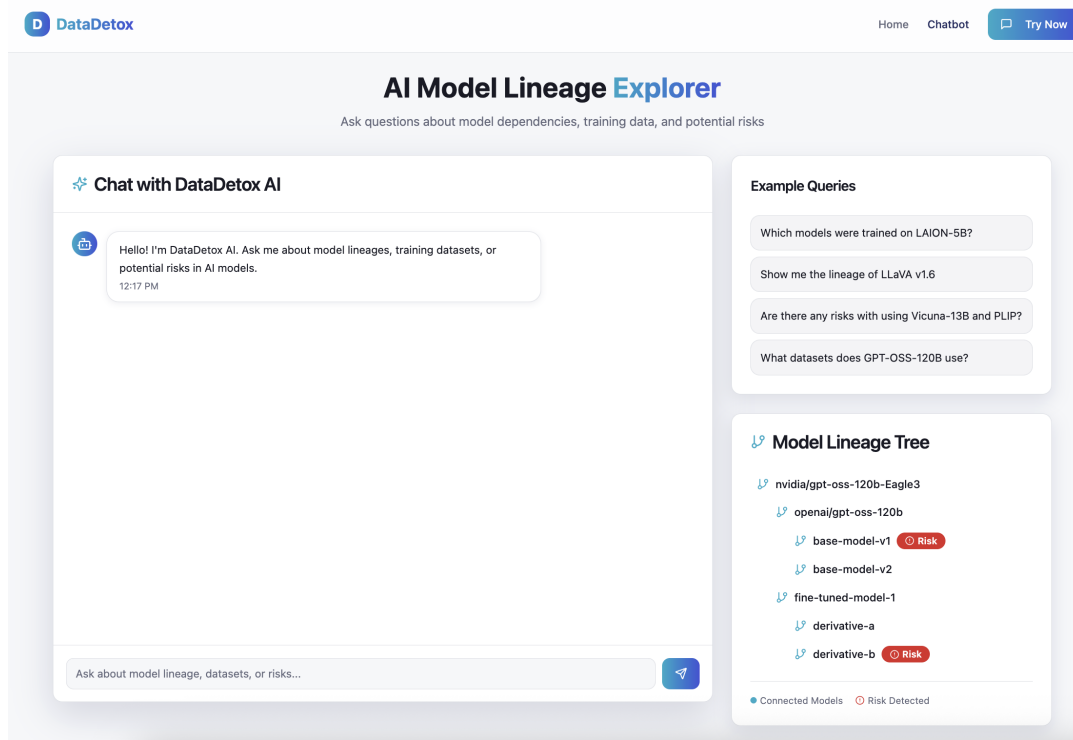 D DataDetox
Home Chatbot Try Now
AI Model Lineage Explorer
Ask questions about model dependencies, training data, and potential risks
Chat with DataDetox AI
Hello! I'm DataDetox AI. Ask me about model lineages, training datasets, or
potential risks in AI models.
12:17 PM
Ask about model lineage, datasets, or risks...
Example Queries
Which models were trained on LAION-5B?
Show me the lineage of LLaVA v1.6
Are there any risks with using Vicuna-13B and PLIP?
What datasets does GPT-OSS-120B use?
Model Lineage Tree
nvidia/gpt-oss-120b-Eagle3
openai/gpt-oss-120b
base-model-v1 Risk
base-model-v2
fine-tuned-model-1
derivative-a
derivative-b Risk
Connected Models Risk Detected